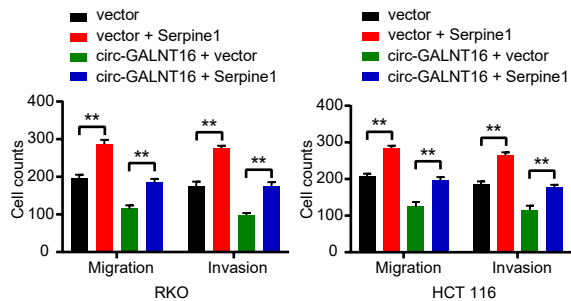 vector
vector + Serpine1
circ-GALNT16 + vector
circ-GALNT16 + Serpine1
Cell counts
400
300
200
100
0
**
**
**
**
Migration
Invasion
RKO
vector
vector + Serpine1
circ-GALNT16 + vector
circ-GALNT16 + Serpine1
Cell counts
400
300
200
100
0
**
**
**
**
Migration
Invasion
HCT 116